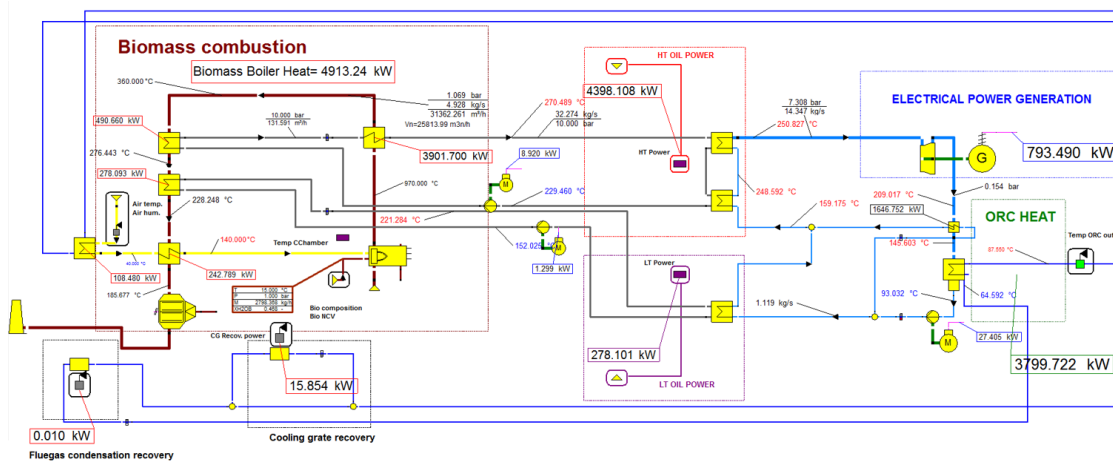 Biomass combustion
Biomass Boiler Heat= 4913.24 kW
360.000 °C
1.069 bar
4.928 kg/s
31362.261 m³/h
Vn=25813.99 m3n/h
10.000 bar
131.591 m³/h
490.660 kW
276.443 °C
278.093 kW
228.248 °C
3901.700 kW
970.000 °C
Air temp.
Air hum.
140.000°C
Temp CChamber
108.480 kW
242.789 kW
185.677 °C
T 15.000 °C
P 1.000 bar
Bio composition
Bio NCV
270.489 °C
32.274 kg/s
10.000 bar
8.920 kW
M
229.460 °C
221.284 °C
152.025 °C
M
1.299 kW
HT OIL POWER
4398.108 kW
HT Power
248.592 °C
250.827 °C
7.308 bar
14.347 kg/s
159.175 °C
LT Power
278.101 kW
LT OIL POWER
1.119 kg/s
ELECTRICAL POWER GENERATION
G
793.490 kW
0.154 bar
209.017 °C
1646.752 kW
145.603 °C
ORC HEAT
87.550 °C
Temp ORC out
64.592 °C
93.032 °C
M
27.405 kW
3799.722 kW
CG Recov. power
15.854 kW
Cooling grate recovery
0.010 kW
Fluegas condensation recovery